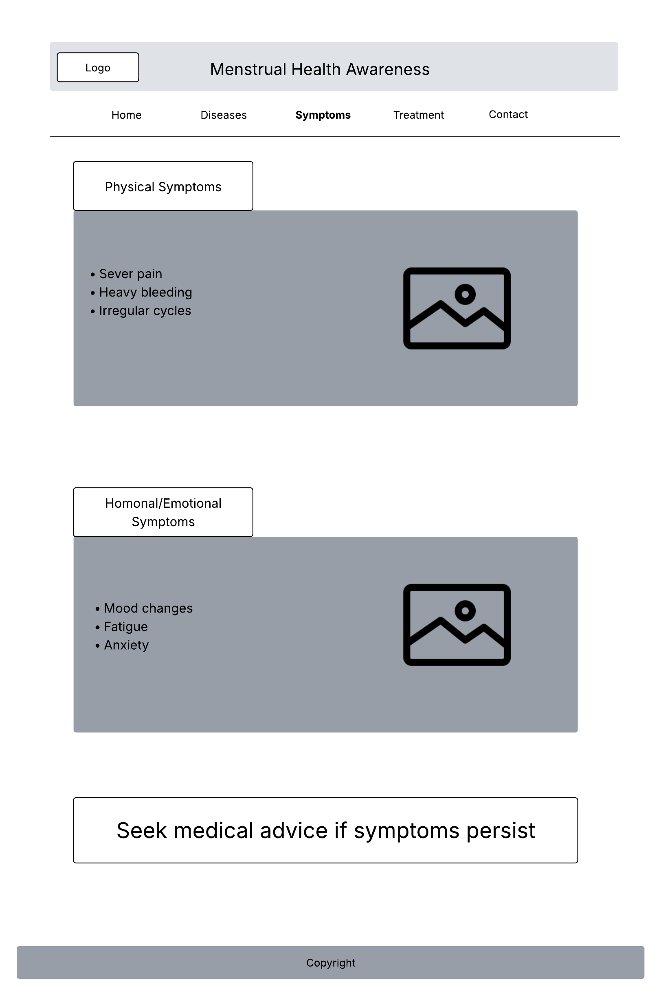 Logo
Menstrual Health Awareness
Home Diseases Symptoms Treatment Contact
Physical Symptoms
• Sever pain
• Heavy bleeding
• Irregular cycles
Homonal/Emotional
Symptoms
• Mood changes
• Fatigue
• Anxiety
Seek medical advice if symptoms persist
Copyright